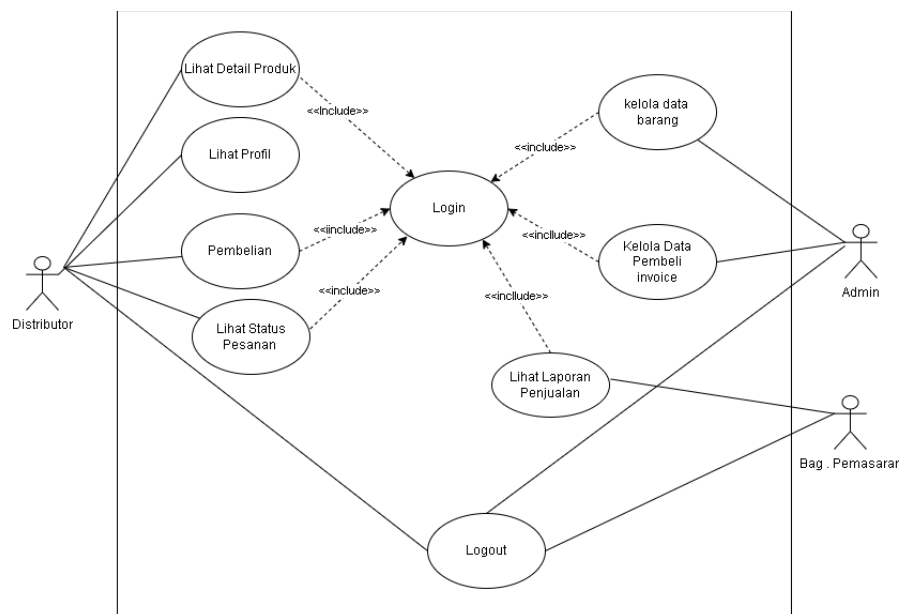 Lihat Detail Produk
<<Include>>
kelola data
barang
<<include>>
Lihat Profil
Login
Pembelian
<<iinclude>>
<<incllude>>
Kelola Data
Pembeli
invoice
Distributor
Admin
<<include>>
<<incllude>>
Lihat Status
Pesanan
Lihat Laporan
Penjualan
Bag . Pemasaran
Logout